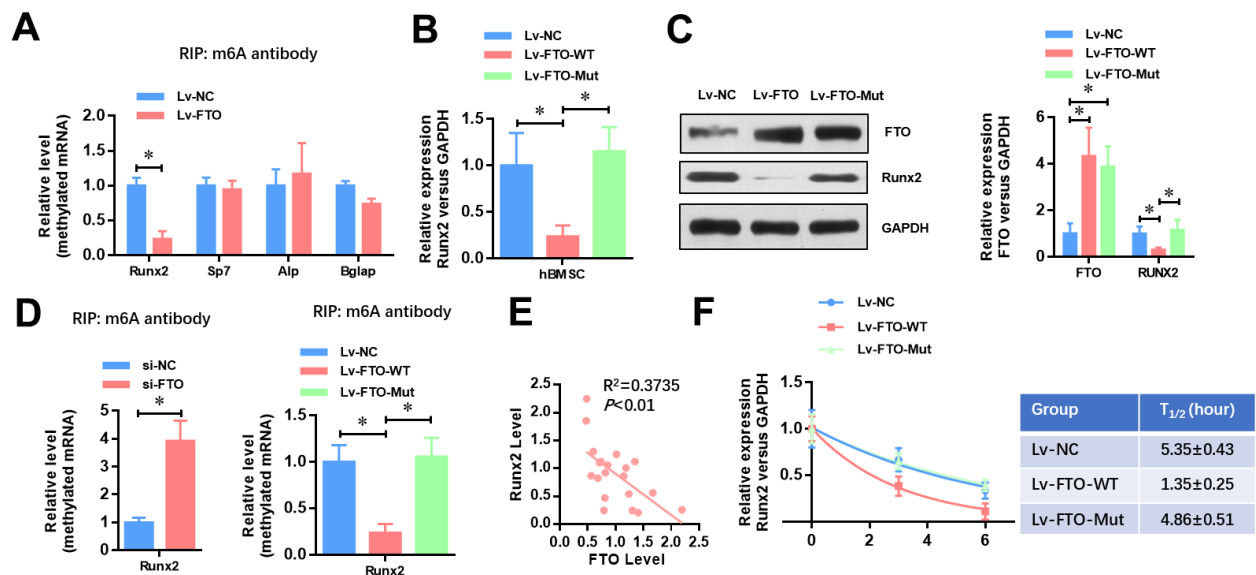 A
RIP: m6A antibody
Lv-NC
Lv-FTO
Relative level
(methylated mRNA)
2.0
1.5
1.0
0.5
0.0
*
Runx2
Sp7
Alp
Bglap
B
Lv-NC
Lv-FTO-WT
Lv-FTO-Mut
Relative expression
Runx2 versus GAPDH
1.5
1.0
0.5
0.0
*
*
hBMSC
C
Lv-NC
Lv-FTO
Lv-FTO-Mut
FTO
Runx2
GAPDH
Lv-NC
Lv-FTO-WT
Lv-FTO-Mut
Relative expression
FTO versus GAPDH
6
4
2
0
*
*
*
*
FTO
RUNX2
D
RIP: m6A antibody
si-NC
si-FTO
Relative level
(methylated mRNA)
5
4
3
2
1
0
*
Runx2
RIP: m6A antibody
Lv-NC
Lv-FTO-WT
Lv-FTO-Mut
Relative level
(methylated mRNA)
1.5
1.0
0.5
0.0
*
*
Runx2
E
R²=0.3735
P<0.01
Runx2 Level
2.5
2.0
1.5
1.0
0.5
0.0
0.0 0.5 1.0 1.5 2.0 2.5
FTO Level
F
Lv-NC
Lv-FTO-WT
Lv-FTO-Mut
Relative expression
Runx2 versus GAPDH
1.5
1.0
0.5
0 2 4 6
Group T1/2 (hour)
Lv-NC 5.35±0.43
Lv-FTO-WT 1.35±0.25
Lv-FTO-Mut 4.86±0.51